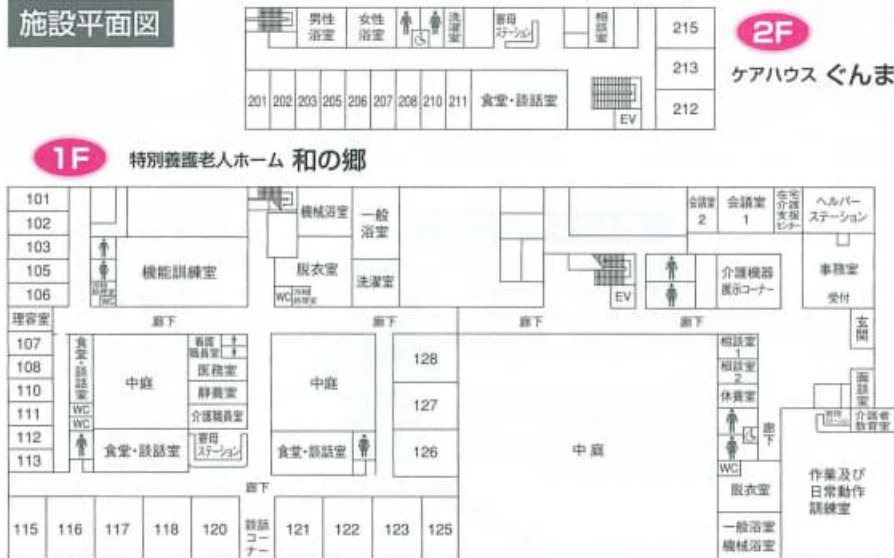 施設平面図
2F
ケアハウス ぐんま
男性
浴室
女性
浴室
洗濯室
寮母
ステーション
相談室
215
213
212
201 202 203 205 206 207 208 210 211
食堂・談話室
EV
1F
特別養護老人ホーム 和の郷
101
102
103
105
106
理容室
107
108
110
111
112
113
機能訓練室
WC
機械浴室
一般
浴室
脱衣室
洗濯室
WC
会議室
2
会議室
1
在宅
介護
支援
センター
ヘルパー
ステーション
EV
介護機器
展示コーナー
事務室
受付
廊下
廊下
廊下
廊下
玄関
食堂・談話室
WC
WC
中庭
看護
職員室
医務室
静養室
介護職員室
食堂・談話室
寮母
ステーション
中庭
食堂・談話室
128
127
126
中庭
相談室
1
相談室
2
休養室
廊下
WC
脱衣室
一般浴室
機械浴室
面談室
介護者
教育室
作業及び
日常動作
訓練室
廊下
115 116 117 118 120
談話コーナー
121 122 123 125